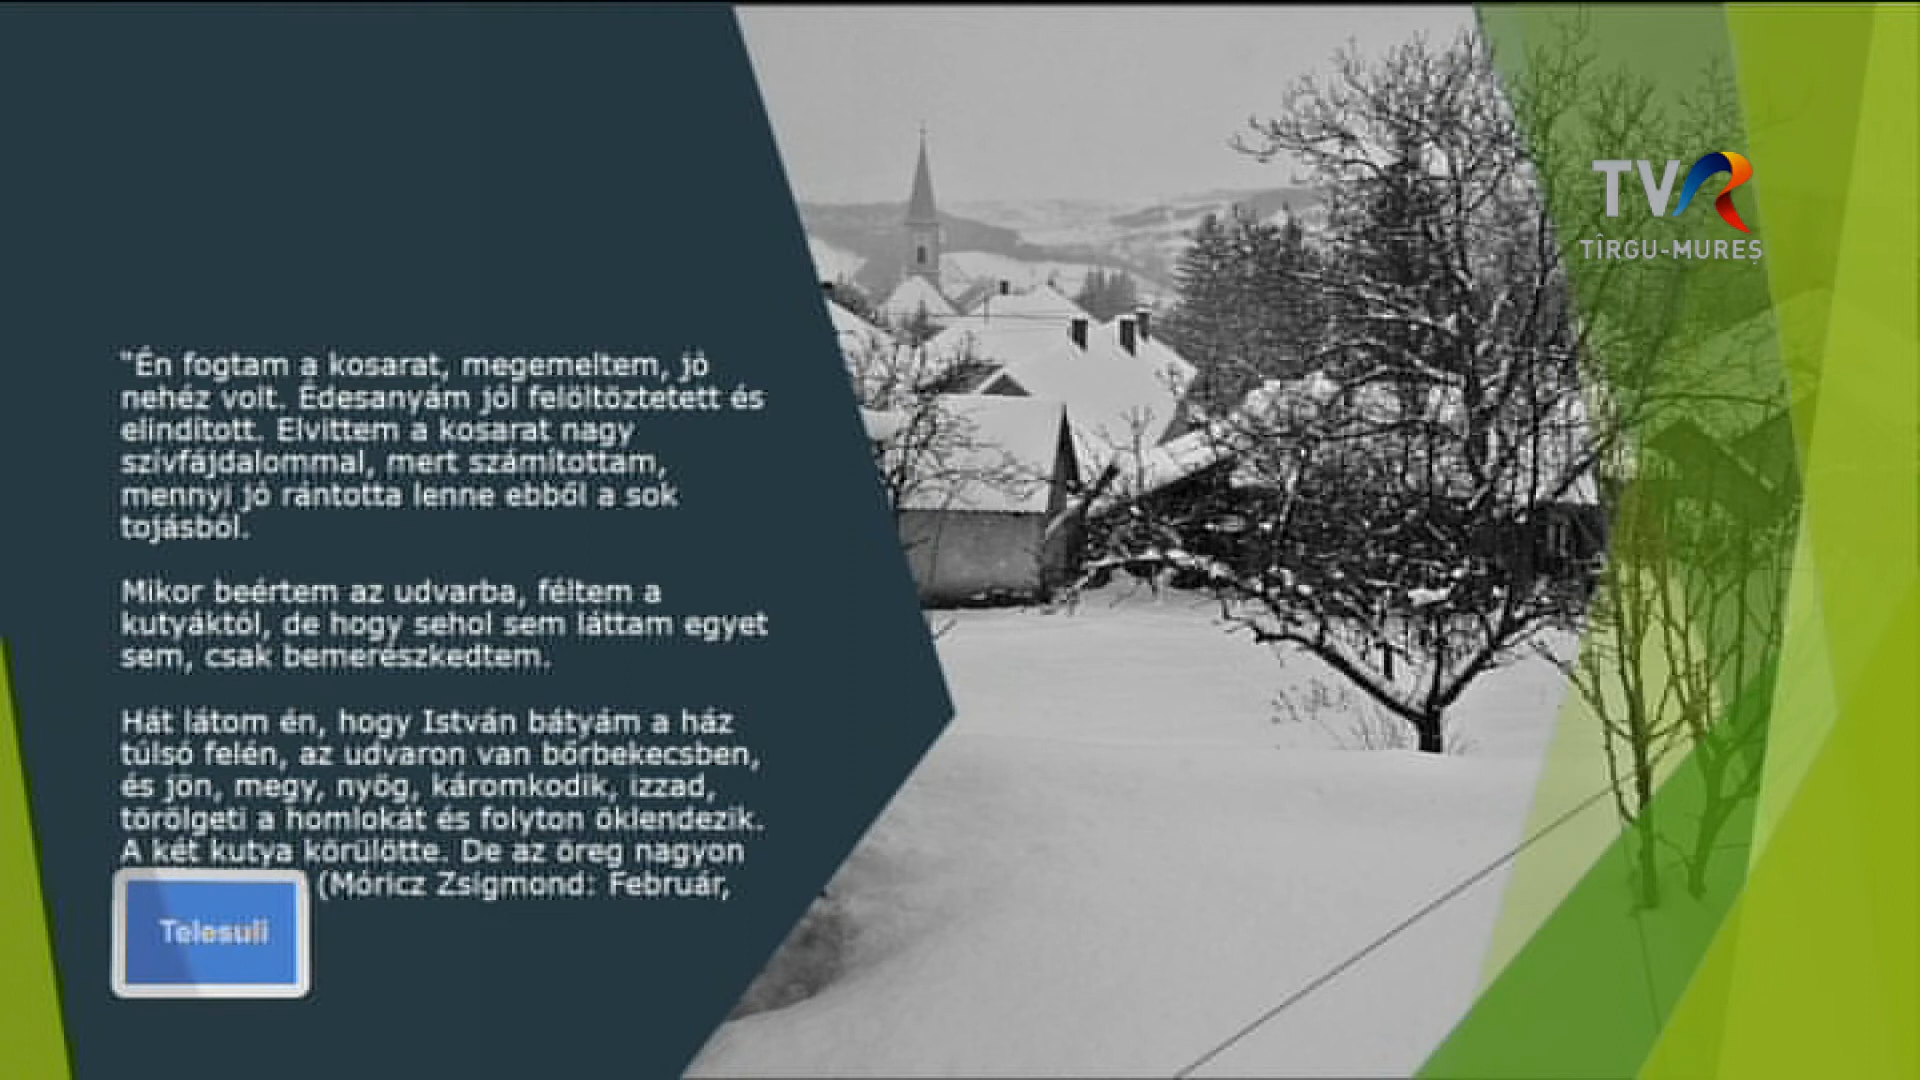 "Én fogtam a kosarat, megemeltem, jó
nehéz volt. Édesanyám jól felöltöztetett és
elindított. Elvittem a kosarat nagy
szívfájdalommal, mert számítottam,
mennyi jó rántotta lenne ebből a sok
tojásból.
Mikor beértem az udvarba, féltem a
kutyáktól, de hogy sehol sem láttam egyet
sem, csak bemerészkedtem.
Hát látom én, hogy István bátyám a ház
túlsó felén, az udvaron van bőrbekecsben,
és jön, megy, nyög, káromkodik, izzad,
törölgeti a homlokát és folyton öklendezik.
A két kutya körülötte. De az öreg nagyon
(Móricz Zsigmond: Február,
Telesuli
TVR
TÎRGU-MUREȘ